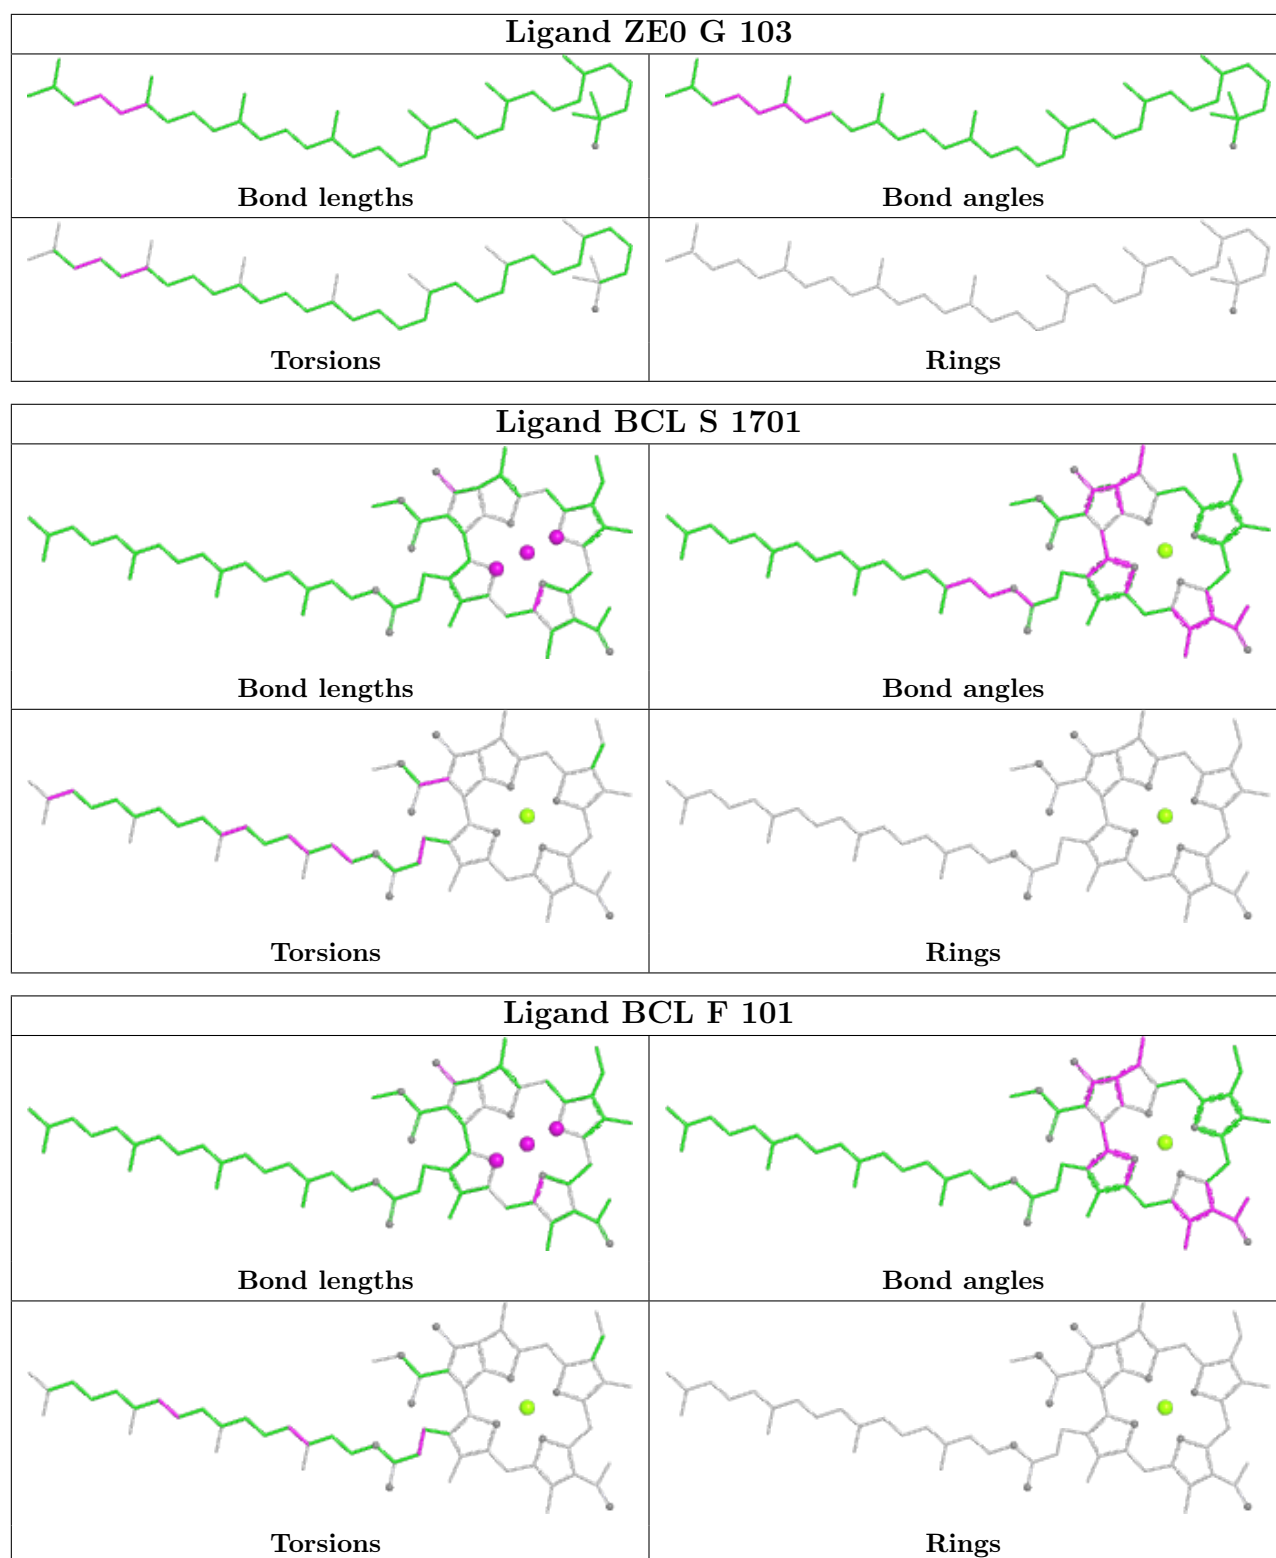 Ligand ZE0 G 103
Bond lengths
Bond angles
Torsions
Rings
Ligand BCL S 1701
Bond lengths
Bond angles
Torsions
Rings
Ligand BCL F 101
Bond lengths
Bond angles
Torsions
Rings